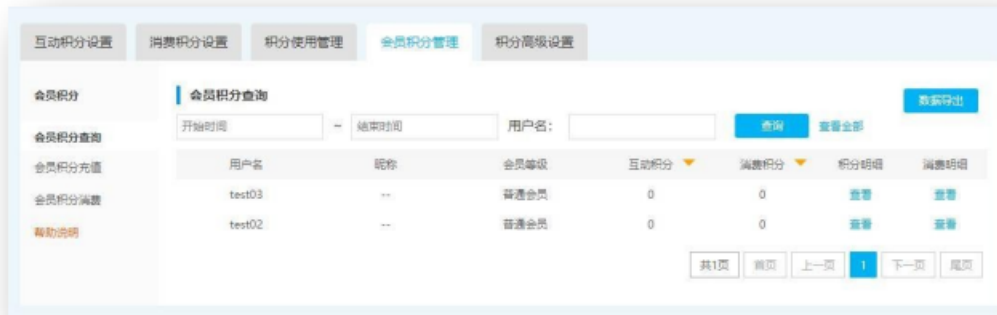 互动积分设置 消费积分设置 积分使用管理 会员积分管理 积分高级设置
会员积分
会员积分查询
会员积分充值
会员积分消费
帮助说明
会员积分查询
数据导出
开始时间 ~ 结束时间 用户名： 查询 查看全部
用户名 昵称 会员等级 互动积分 消费积分 积分明细 消费明细
test03 -- 普通会员 0 0 查看 查看
test02 -- 普通会员 0 0 查看 查看
共1页 首页 上一页 1 下一页 尾页